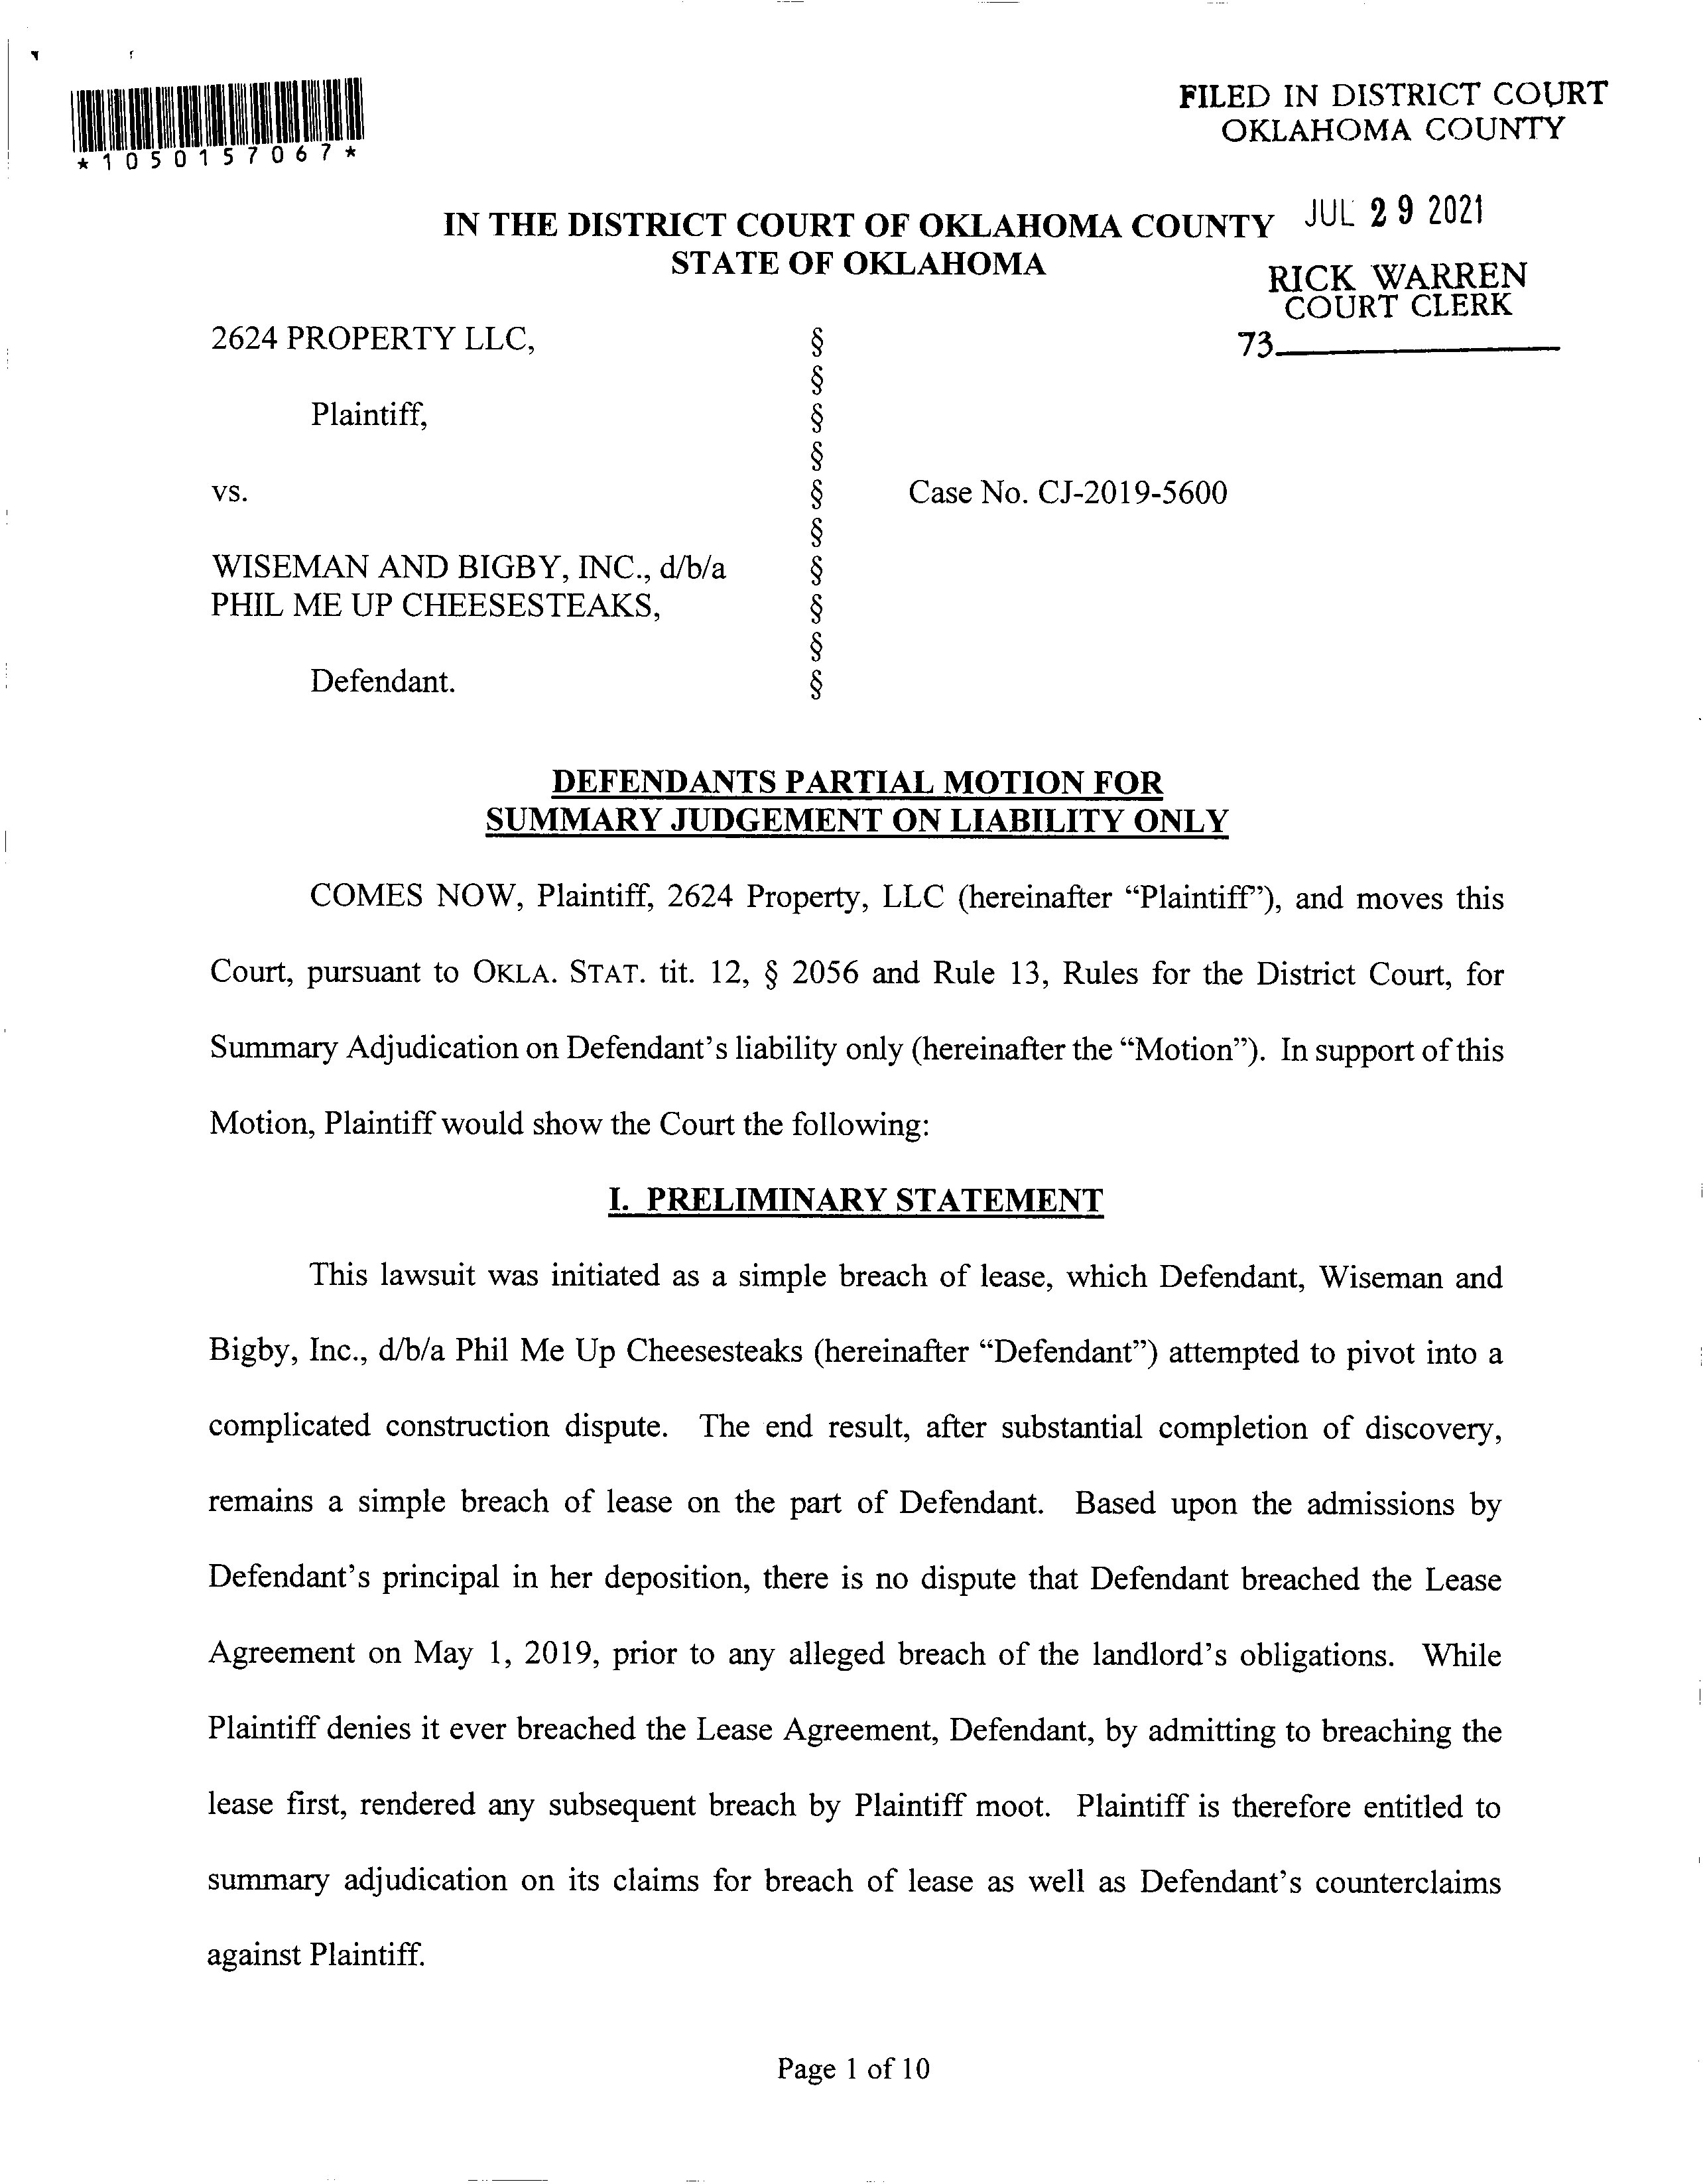 *1050157067*
FILED IN DISTRICT COURT
OKLAHOMA COUNTY
JUL 29 2021
RICK WARREN
COURT CLERK
73
IN THE DISTRICT COURT OF OKLAHOMA COUNTY
STATE OF OKLAHOMA
2624 PROPERTY LLC, §
§
Plaintiff, §
§
vs. § Case No. CJ-2019-5600
§
WISEMAN AND BIGBY, INC., d/b/a §
PHIL ME UP CHEESESTEAKS, §
§
Defendant. §
DEFENDANTS PARTIAL MOTION FOR
SUMMARY JUDGEMENT ON LIABILITY ONLY
COMES NOW, Plaintiff, 2624 Property, LLC (hereinafter “Plaintiff”), and moves this
Court, pursuant to OKLA. STAT. tit. 12, § 2056 and Rule 13, Rules for the District Court, for
Summary Adjudication on Defendant’s liability only (hereinafter the “Motion”). In support of this
Motion, Plaintiff would show the Court the following:
I. PRELIMINARY STATEMENT
This lawsuit was initiated as a simple breach of lease, which Defendant, Wiseman and
Bigby, Inc., d/b/a Phil Me Up Cheesesteaks (hereinafter “Defendant”) attempted to pivot into a
complicated construction dispute. The end result, after substantial completion of discovery,
remains a simple breach of lease on the part of Defendant. Based upon the admissions by
Defendant’s principal in her deposition, there is no dispute that Defendant breached the Lease
Agreement on May 1, 2019, prior to any alleged breach of the landlord’s obligations. While
Plaintiff denies it ever breached the Lease Agreement, Defendant, by admitting to breaching the
lease first, rendered any subsequent breach by Plaintiff moot. Plaintiff is therefore entitled to
summary adjudication on its claims for breach of lease as well as Defendant’s counterclaims
against Plaintiff.
Page 1 of 10